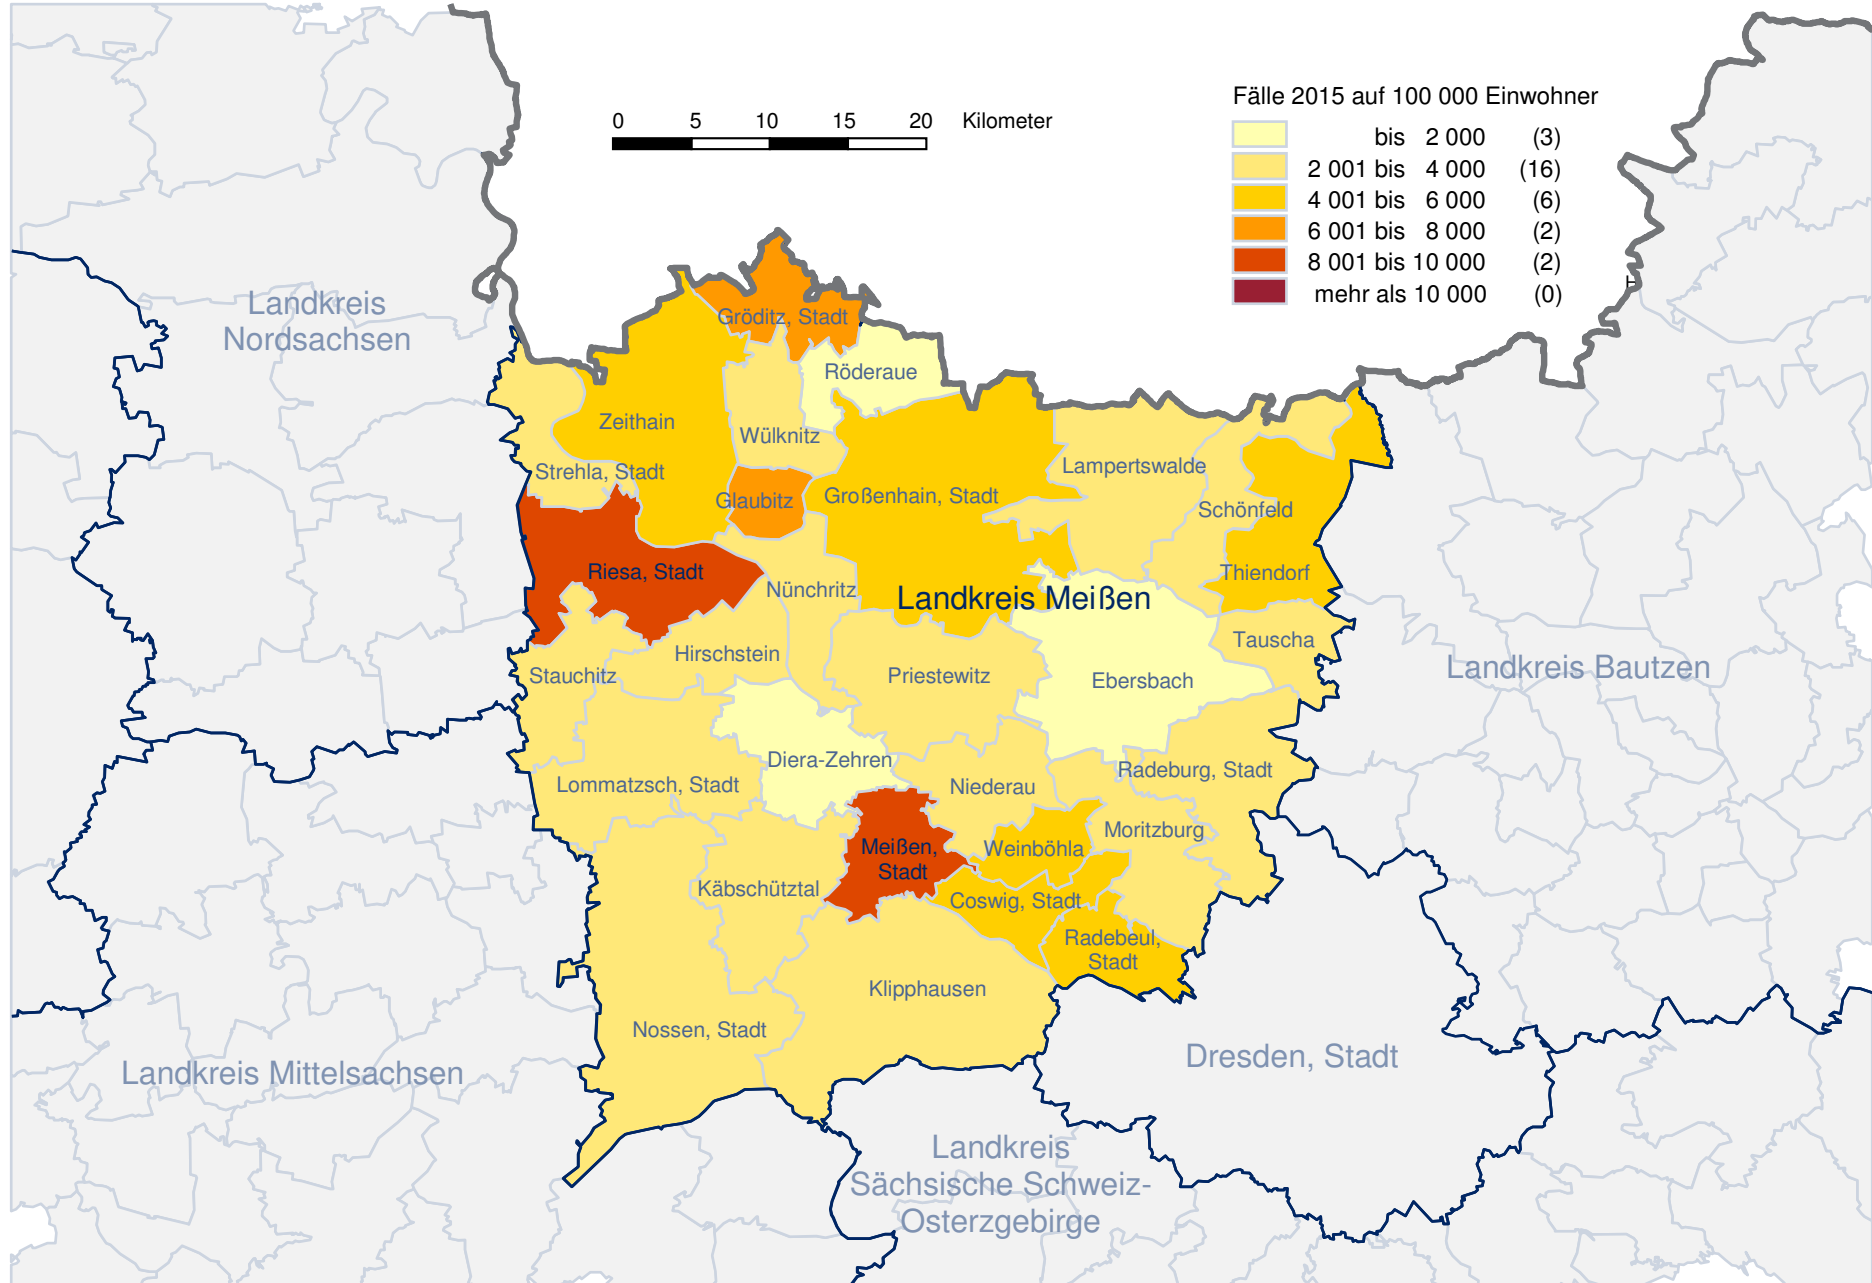 Fälle 2015 auf 100 000 Einwohner
bis 2 000 (3)
2 001 bis 4 000 (16)
4 001 bis 6 000 (6)
6 001 bis 8 000 (2)
8 001 bis 10 000 (2)
mehr als 10 000 (0)
0 5 10 15 20 Kilometer
Landkreis
Nordsachsen
Gröditz, Stadt
Röderaue
Zeithain
Wülknitz
Strehla, Stadt
Lampertswalde
Glaubitz
Großenhain, Stadt
Schönfeld
Riesa, Stadt
Thiendorf
Nünchritz
Landkreis Meißen
Tauscha
Hirschstein
Stauchitz
Priestewitz
Ebersbach
Landkreis Bautzen
Diera-Zehren
Radeburg, Stadt
Lommatzsch, Stadt
Niederau
Moritzburg
Meißen,
Stadt
Weinböhla
Käbschütztal
Coswig, Stadt
Radebeul,
Stadt
Klipphausen
Nossen, Stadt
Dresden, Stadt
Landkreis Mittelsachsen
Landkreis
Sächsische Schweiz-
Osterzgebirge